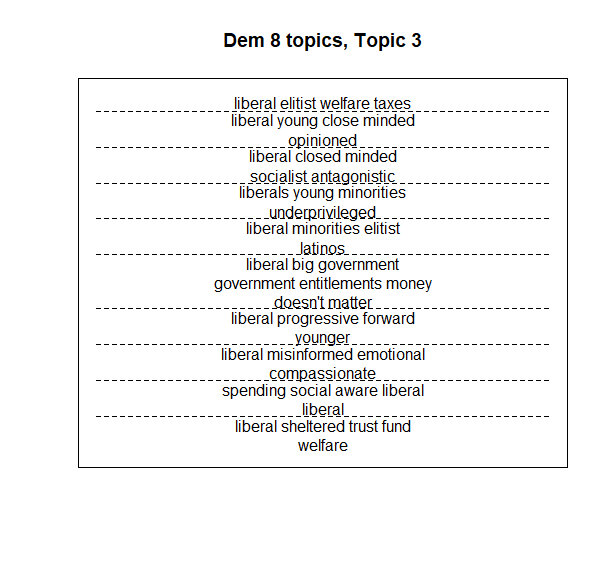 Dem 8 topics, Topic 3
liberal elitist welfare taxes
liberal young close minded
opinioned
liberal closed minded
socialist antagonistic
liberals young minorities
underprivileged
liberal minorities elitist
latinos
liberal big government
government entitlements money
doesn't matter
liberal progressive forward
younger
liberal misinformed emotional
compassionate
spending social aware liberal
liberal
liberal sheltered trust fund
welfare